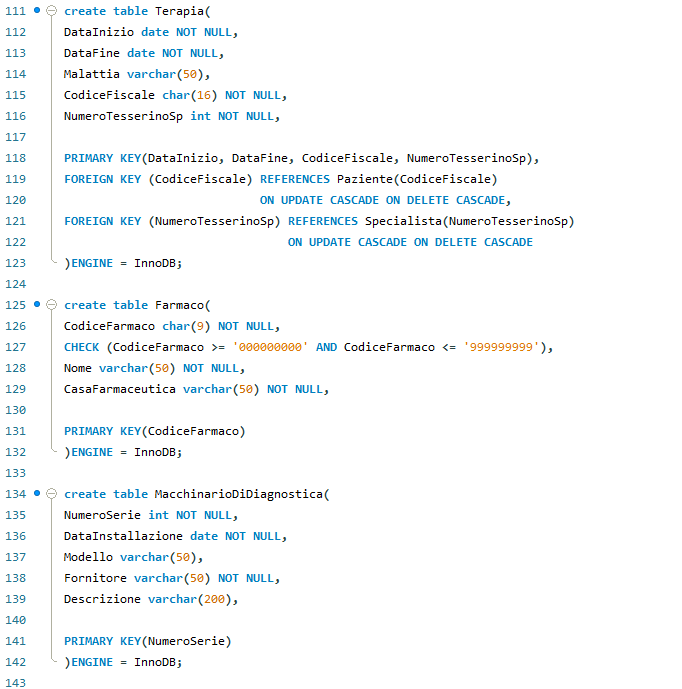 111 create table Terapia(
112 DataInizio date NOT NULL,
113 DataFine date NOT NULL,
114 Malattia varchar(50),
115 CodiceFiscale char(16) NOT NULL,
116 NumeroTesserinoSp int NOT NULL,
117
118 PRIMARY KEY(DataInizio, DataFine, CodiceFiscale, NumeroTesserinoSp),
119 FOREIGN KEY (CodiceFiscale) REFERENCES Paziente(CodiceFiscale)
120 ON UPDATE CASCADE ON DELETE CASCADE,
121 FOREIGN KEY (NumeroTesserinoSp) REFERENCES Specialista(NumeroTesserinoSp)
122 ON UPDATE CASCADE ON DELETE CASCADE
123 )ENGINE = InnoDB;
124
125 create table Farmaco(
126 CodiceFarmaco char(9) NOT NULL,
127 CHECK (CodiceFarmaco >= '000000000' AND CodiceFarmaco <= '999999999'),
128 Nome varchar(50) NOT NULL,
129 CasaFarmaceutica varchar(50) NOT NULL,
130
131 PRIMARY KEY(CodiceFarmaco)
132 )ENGINE = InnoDB;
133
134 create table MacchinarioDiDiagnostica(
135 NumeroSerie int NOT NULL,
136 DataInstallazione date NOT NULL,
137 Modello varchar(50),
138 Fornitore varchar(50) NOT NULL,
139 Descrizione varchar(200),
140
141 PRIMARY KEY(NumeroSerie)
142 )ENGINE = InnoDB;
143